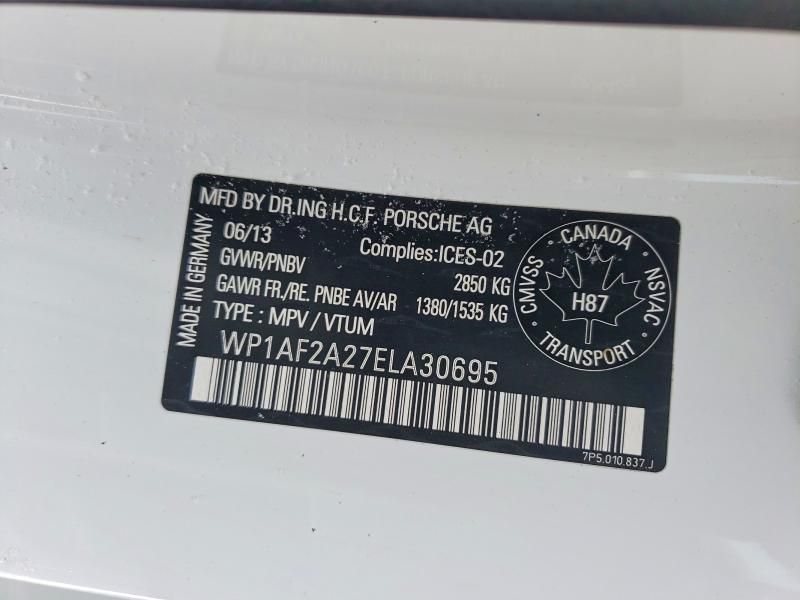 MFD BY DR.ING H.C.F. PORSCHE AG
06/13 Complies:ICES-02
GVWR/PNBV 2850 KG
GAWR FR./RE. PNBE AV/AR 1380/1535 KG
TYPE : MPV / VTUM
WP1AF2A27ELA30695
MADE IN GERMANY
CANADA
CMVSS NSVAC
H87
TRANSPORT
7P5.010.837.J